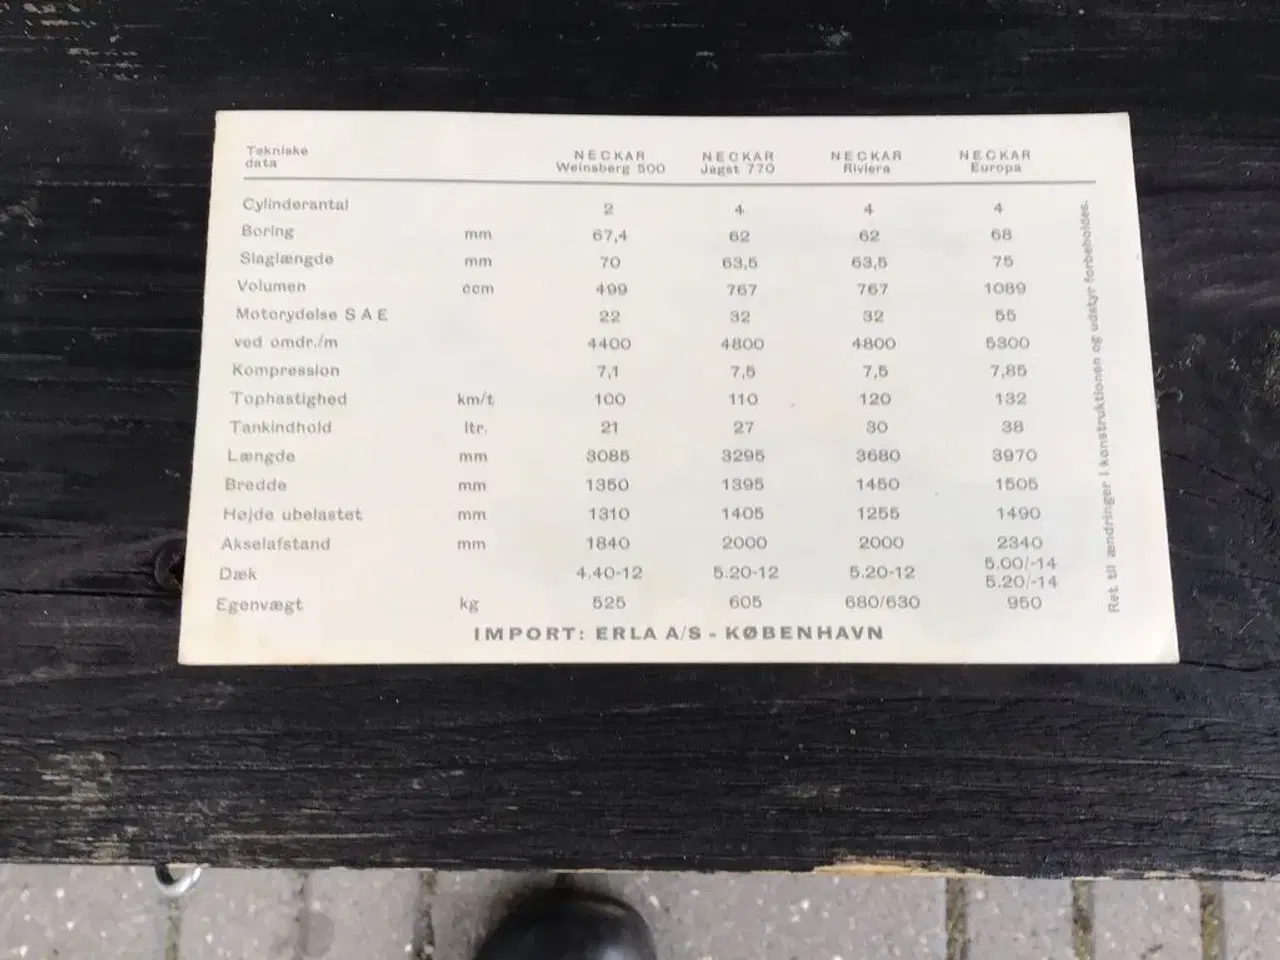 Tekniske data NECKAR Weinsberg 500 NECKAR Jagst 770 NECKAR Riviera NECKAR Europa
Cylinderantal 2 4 4 4
Boring mm 67,4 62 62 68
Slaglængde mm 70 63,5 63,5 75
Volumen ccm 499 767 767 1089
Motorydelse SAE 22 32 32 55
ved omdr./m 4400 4800 4800 5300
Kompression 7,1 7,5 7,5 7,85
Tophastighed km/t 100 110 120 132
Tankindhold ltr. 21 27 30 38
Længde mm 3085 3295 3680 3970
Bredde mm 1350 1395 1450 1505
Højde ubelastet mm 1310 1405 1255 1490
Akselafstand mm 1840 2000 2000 2340
Dæk 4.40-12 5.20-12 5.20-12 5.00/-14 5.20/-14
Egenvægt kg 525 605 680/630 950
IMPORT: ERLA A/S - KØBENHAVN
Ret til ændringer i konstruktionen og udstyr forbeholdes.